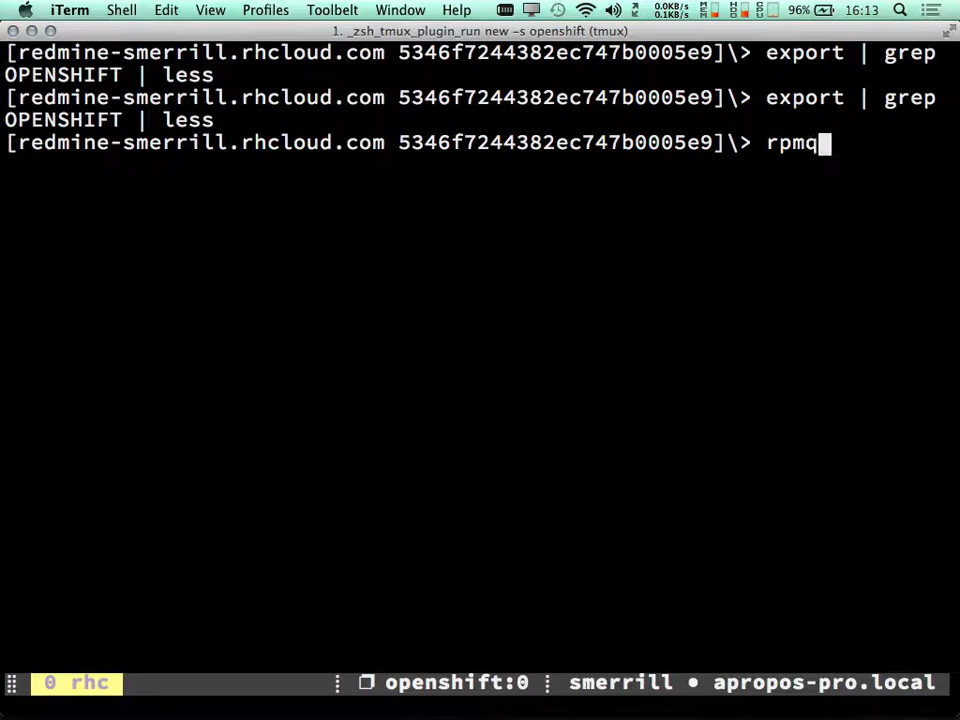 iTerm Shell Edit View Profiles Toolbelt Window Help 0.0KB/s 0.1KB/s 96% 16:13
1. _zsh_tmux_plugin_run new -s openshift (tmux)
[redmine-smerrill.rhcloud.com 5346f7244382ec747b0005e9]\> export | grep
OPENSHIFT | less
[redmine-smerrill.rhcloud.com 5346f7244382ec747b0005e9]\> export | grep
OPENSHIFT | less
[redmine-smerrill.rhcloud.com 5346f7244382ec747b0005e9]\> rpmq
0 rhc openshift:0 smerrill • apropos-pro.local